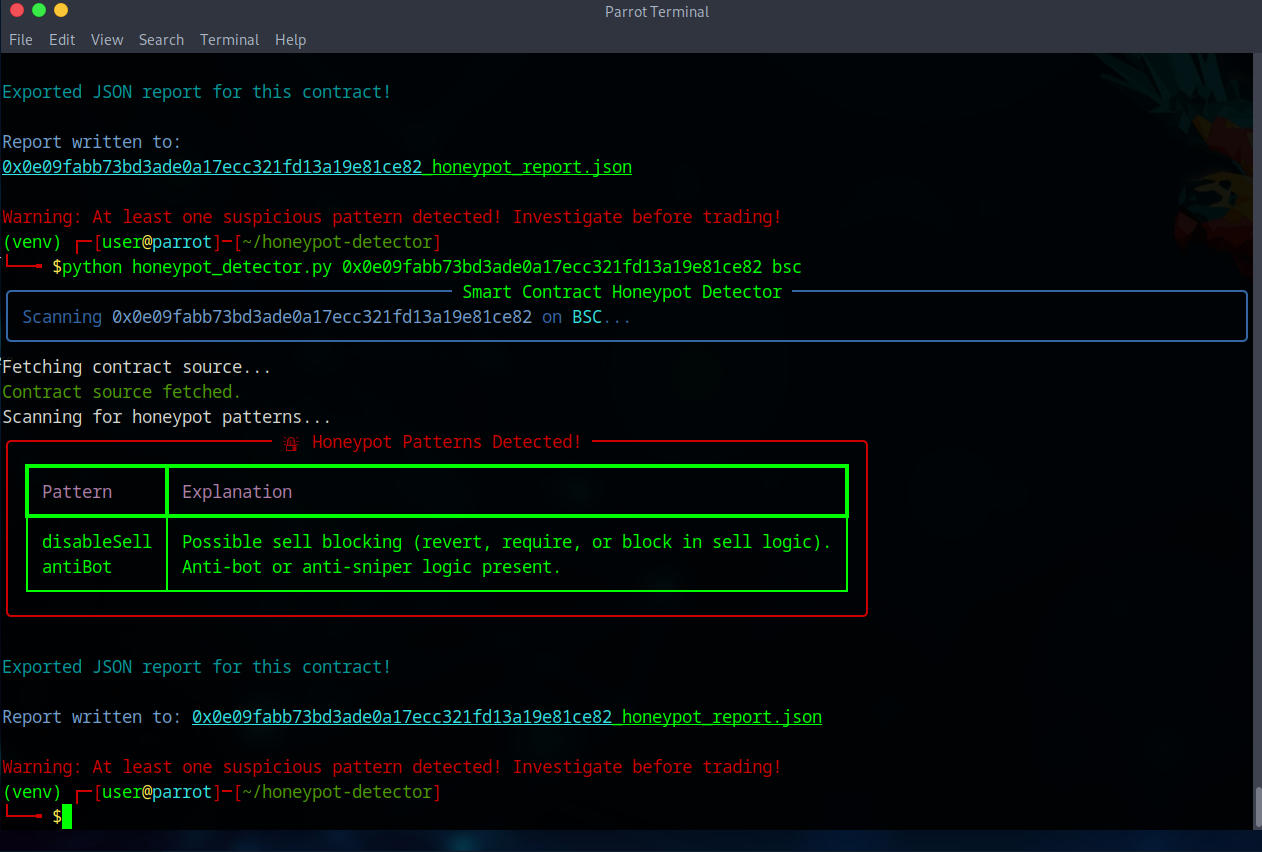 Parrot Terminal
File Edit View Search Terminal Help
Exported JSON report for this contract!
Report written to:
0x0e09fabb73bd3ade0a17ecc321fd13a19e81ce82_honeypot_report.json
Warning: At least one suspicious pattern detected! Investigate before trading!
(venv) ┌─[user@parrot]─[~/honeypot-detector]
└──╼ $python honeypot_detector.py 0x0e09fabb73bd3ade0a17ecc321fd13a19e81ce82 bsc
Smart Contract Honeypot Detector
Scanning 0x0e09fabb73bd3ade0a17ecc321fd13a19e81ce82 on BSC...
Fetching contract source...
Contract source fetched.
Scanning for honeypot patterns...
🚨 Honeypot Patterns Detected!
Pattern Explanation
disableSell Possible sell blocking (revert, require, or block in sell logic).
antiBot Anti-bot or anti-sniper logic present.
Exported JSON report for this contract!
Report written to: 0x0e09fabb73bd3ade0a17ecc321fd13a19e81ce82_honeypot_report.json
Warning: At least one suspicious pattern detected! Investigate before trading!
(venv) ┌─[user@parrot]─[~/honeypot-detector]
└──╼ $